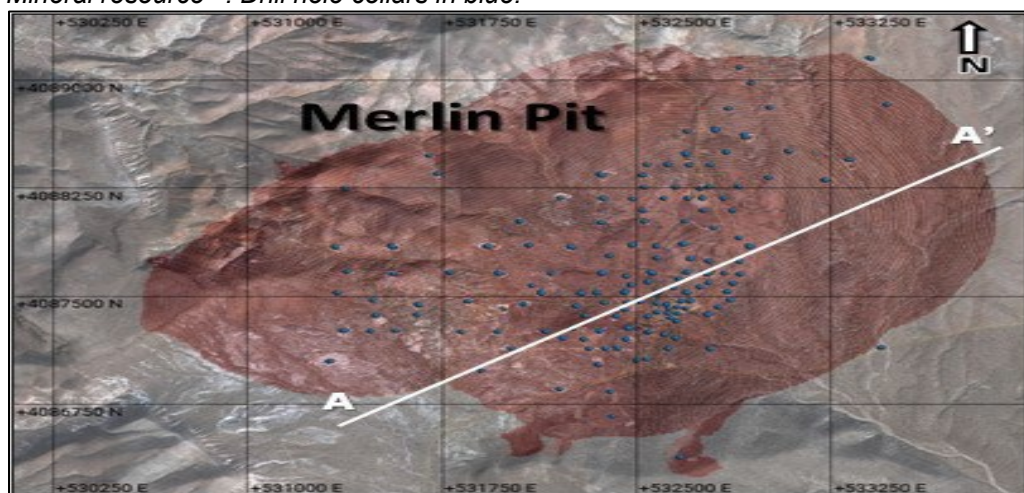 Mineral resource
. Drill hole collars in blue.
+530250 E +531000 E +531750 E +532500 E +533250 E
N
+4089000 N
Merlin Pit
A'
+4088250 N
+4087500 N
A
+4086750 N
+530250 E +531000 E +531750 E +532500 E +533250 E